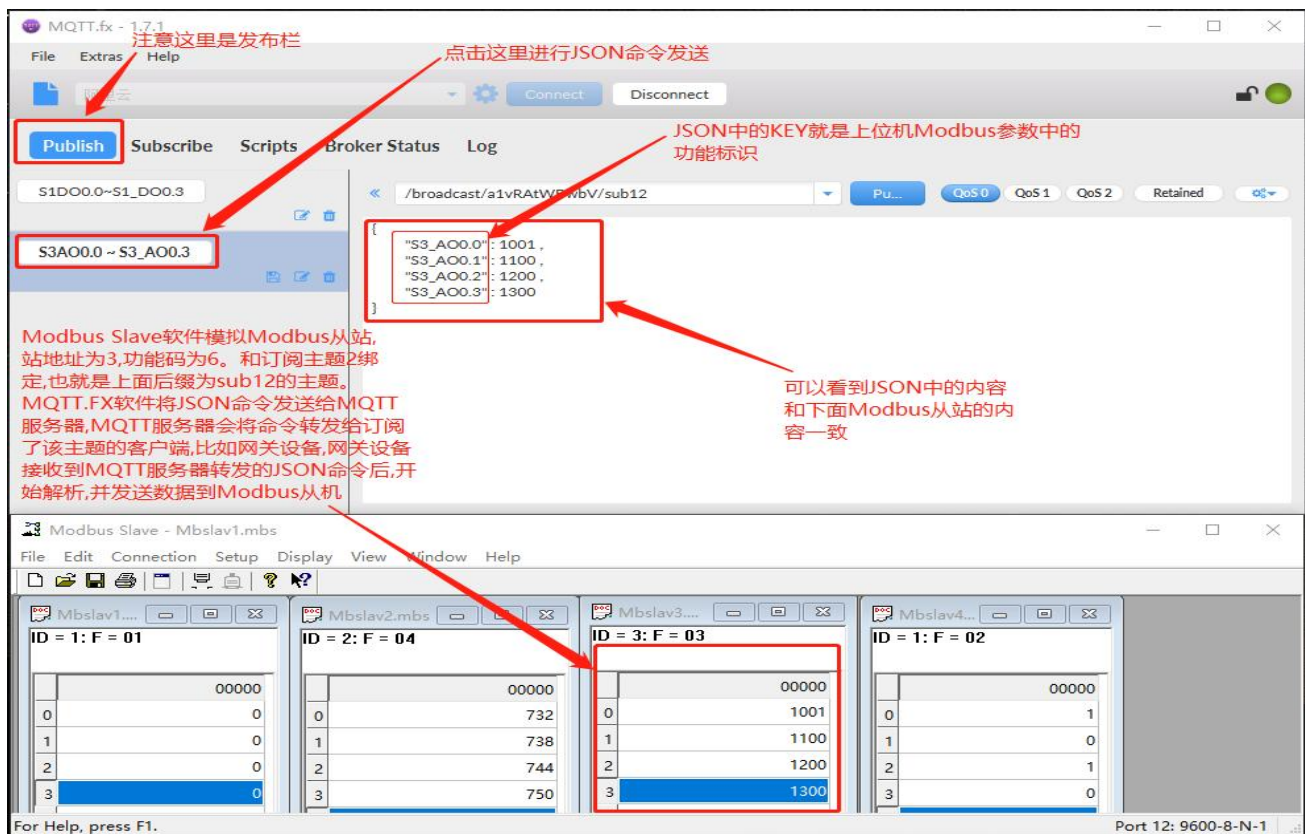 MQTT.fx - 1.7.1
注意这里是发布栏
File Extras Help
点击这里进行JSON命令发送
Connect Disconnect
JSON中的KEY就是上位机Modbus参数中的
功能标识
Publish Subscribe Scripts Broker Status Log
S1DO0.0~S1_DO0.3
/broadcast/a1vRAtW wbV/sub12 Pu... QoS 0 QoS 1 QoS 2 Retained
S3AO0.0 ~ S3_AO0.3
{
"S3_AO0.0" : 1001 ,
"S3_AO0.1" : 1100 ,
"S3_AO0.2" : 1200 ,
"S3_AO0.3" : 1300
}
Modbus Slave软件模拟Modbus从站,
站地址为3,功能码为6。和订阅主题2绑
定,也就是上面后缀为sub12的主题。
MQTT.FX软件将JSON命令发送给MQTT
服务器,MQTT服务器会将命令转发给订阅
了该主题的客户端,比如网关设备,网关设备
接收到MQTT服务器转发的JSON命令后,开
始解析,并发送数据到Modbus从机
可以看到JSON中的内容
和下面Modbus从站的内
容一致
Modbus Slave - Mbslav1.mbs
File Edit Connection Setup Display View Window Help
Mbslav1....
ID = 1: F = 01
00000
0 0
1 0
2 0
3 0
Mbslav2.mbs
ID = 2: F = 04
00000
0 732
1 738
2 744
3 750
Mbslav3....
ID = 3: F = 03
00000
0 1001
1 1100
2 1200
3 1300
Mbslav4...
ID = 1: F = 02
00000
0 1
1 0
2 1
3 0
For Help, press F1.
Port 12: 9600-8-N-1